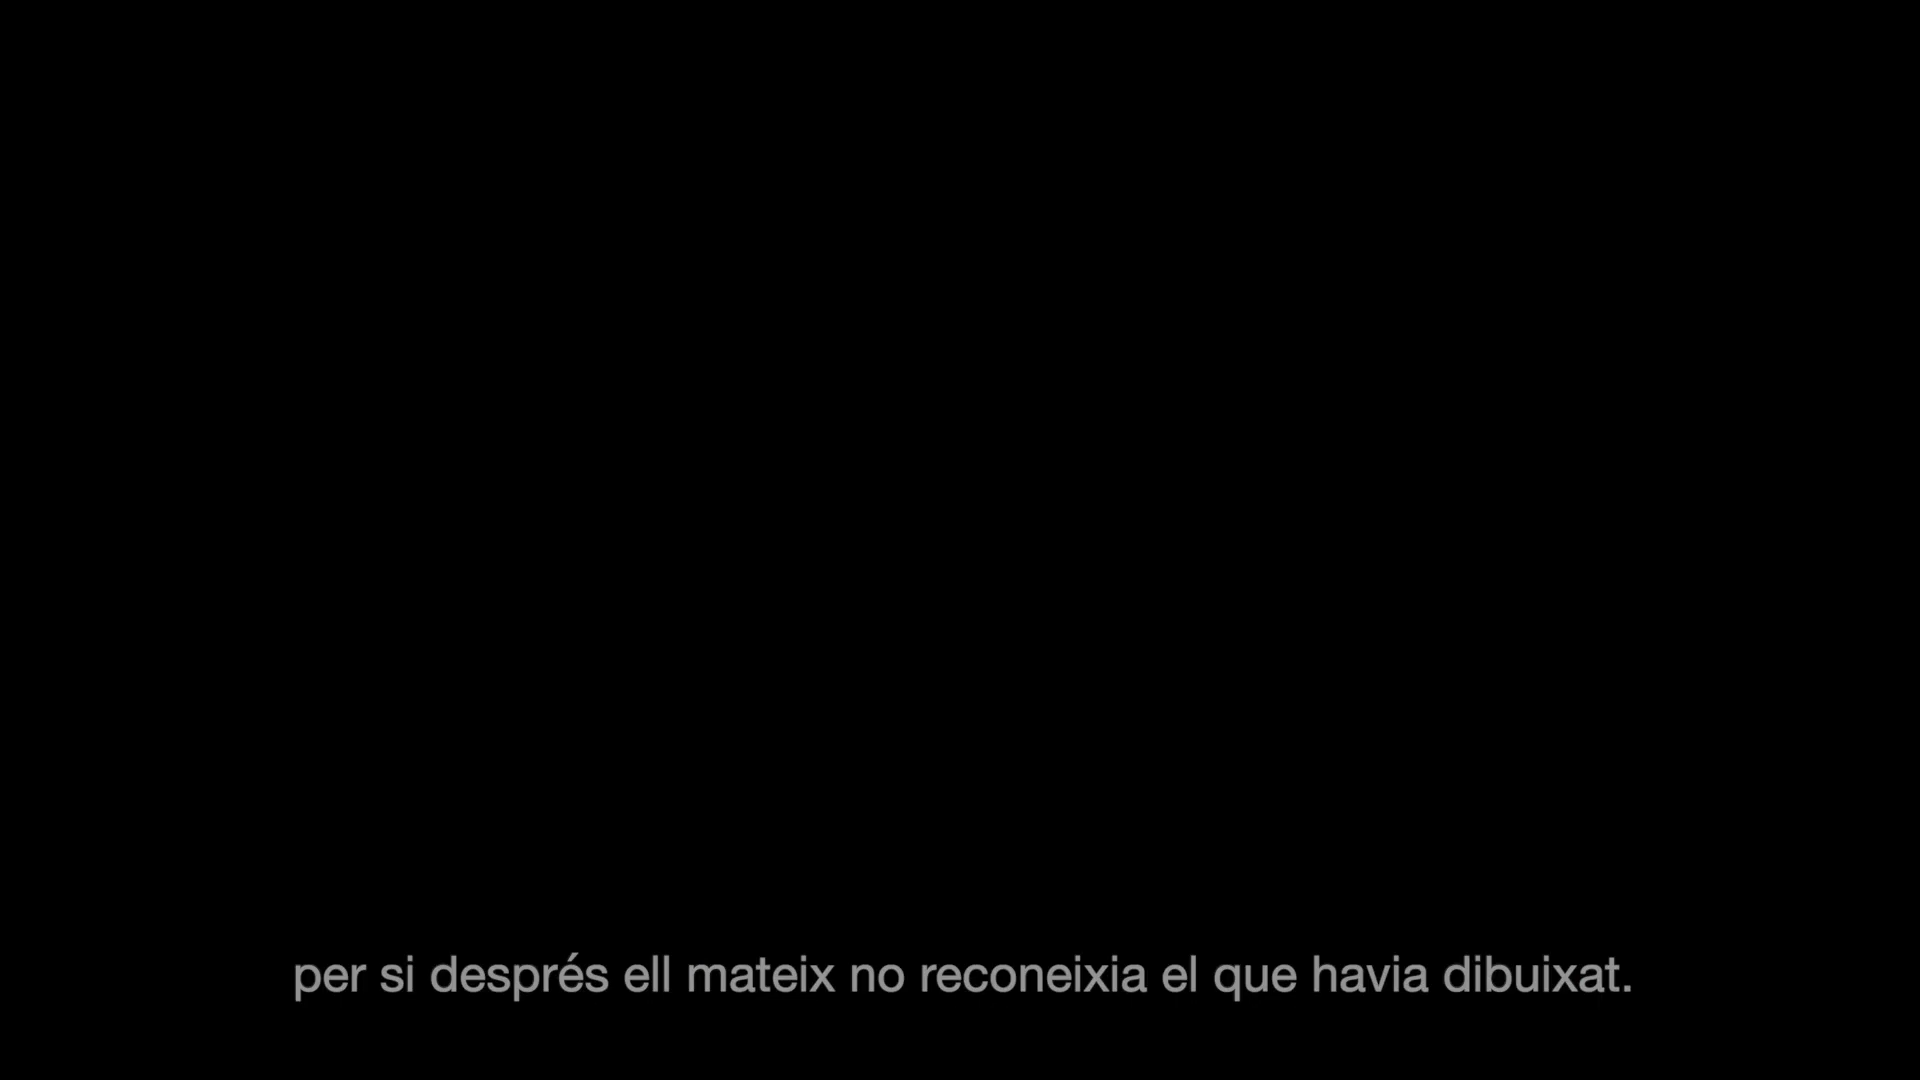 per si després ell mateix no reconeixia el que havia dibuixat.